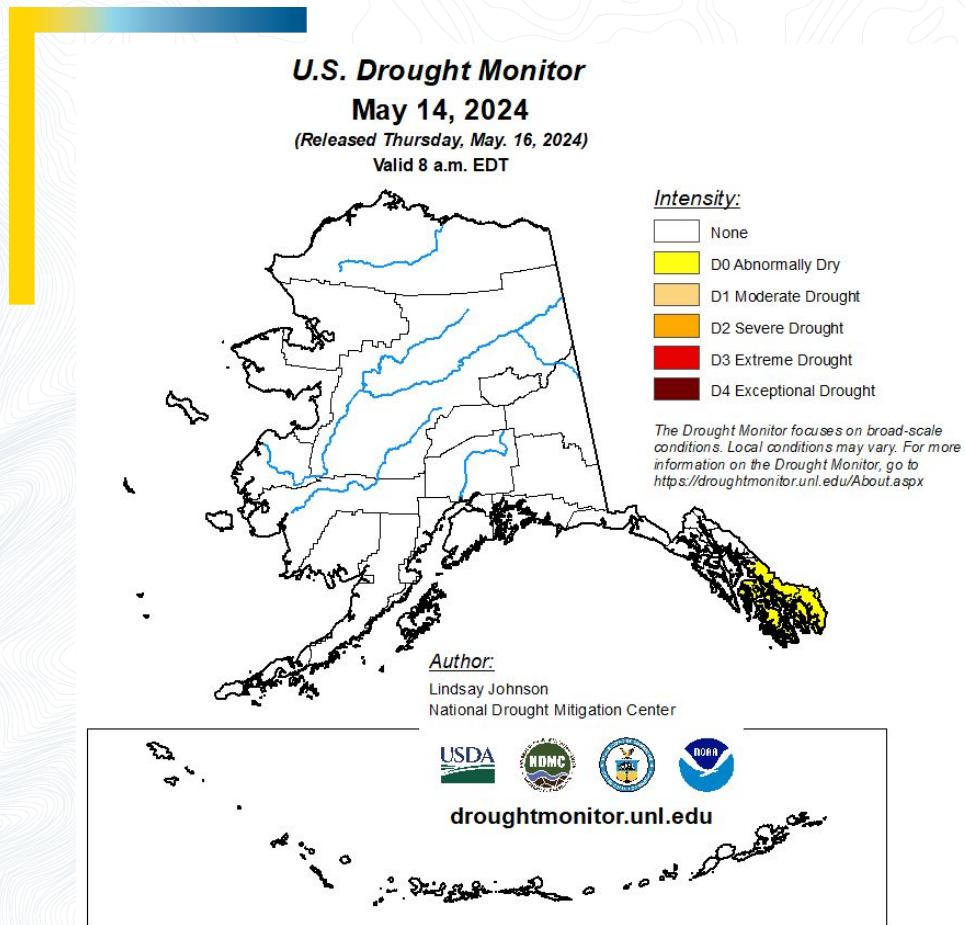 U.S. Drought Monitor
May 14, 2024
(Released Thursday, May. 16, 2024)
Valid 8 a.m. EDT
Intensity:
None
D0 Abnormally Dry
D1 Moderate Drought
D2 Severe Drought
D3 Extreme Drought
D4 Exceptional Drought
The Drought Monitor focuses on broad-scale
conditions. Local conditions may vary. For more
information on the Drought Monitor, go to
https://droughtmonitor.unl.edu/About.aspx
Author:
Lindsay Johnson
National Drought Mitigation Center
USDA
NDMC
NOAA
droughtmonitor.unl.edu